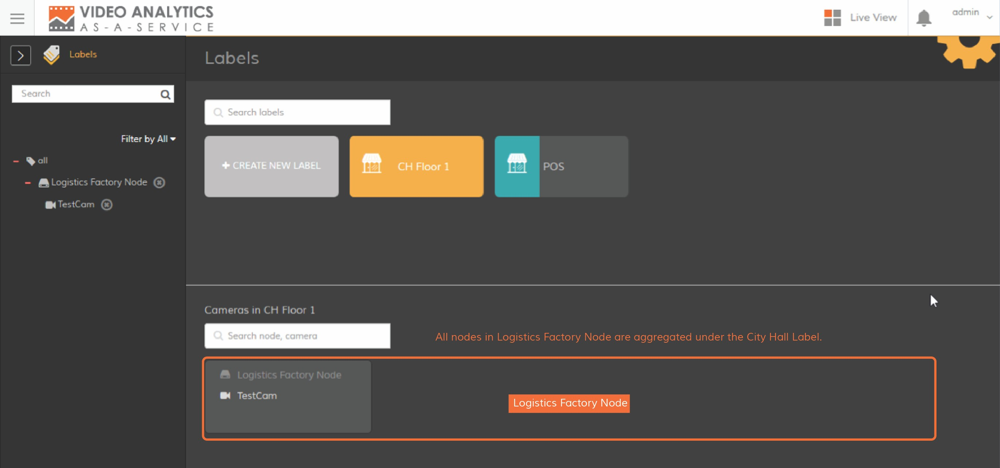 VIDEO ANALYTICS
AS-A-SERVICE
Live View
admin
Labels
Labels
Search
Search labels
Filter by All
all
Logistics Factory Node
TestCam
CREATE NEW LABEL
CH Floor 1
POS
Cameras in CH Floor 1
Search node, camera
All nodes in Logistics Factory Node are aggregated under the City Hall Label.
Logistics Factory Node
TestCam
Logistics Factory Node